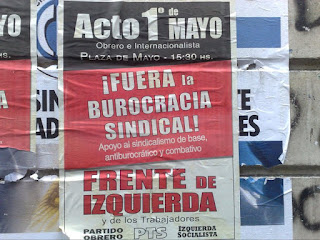 Acto 1º de MAYO
Obrero e Internacionalista
PLAZA DE MAYO - 15:30 HS.
¡FUERA la
BUROCRACIA
SINDICAL!
Apoyo al sindicalismo de base,
antiburocrático y combativo
FRENTE DE
IZQUIERDA
y de los Trabajadores
PARTIDO OBRERO
PTS
IZQUIERDA SOCIALISTA